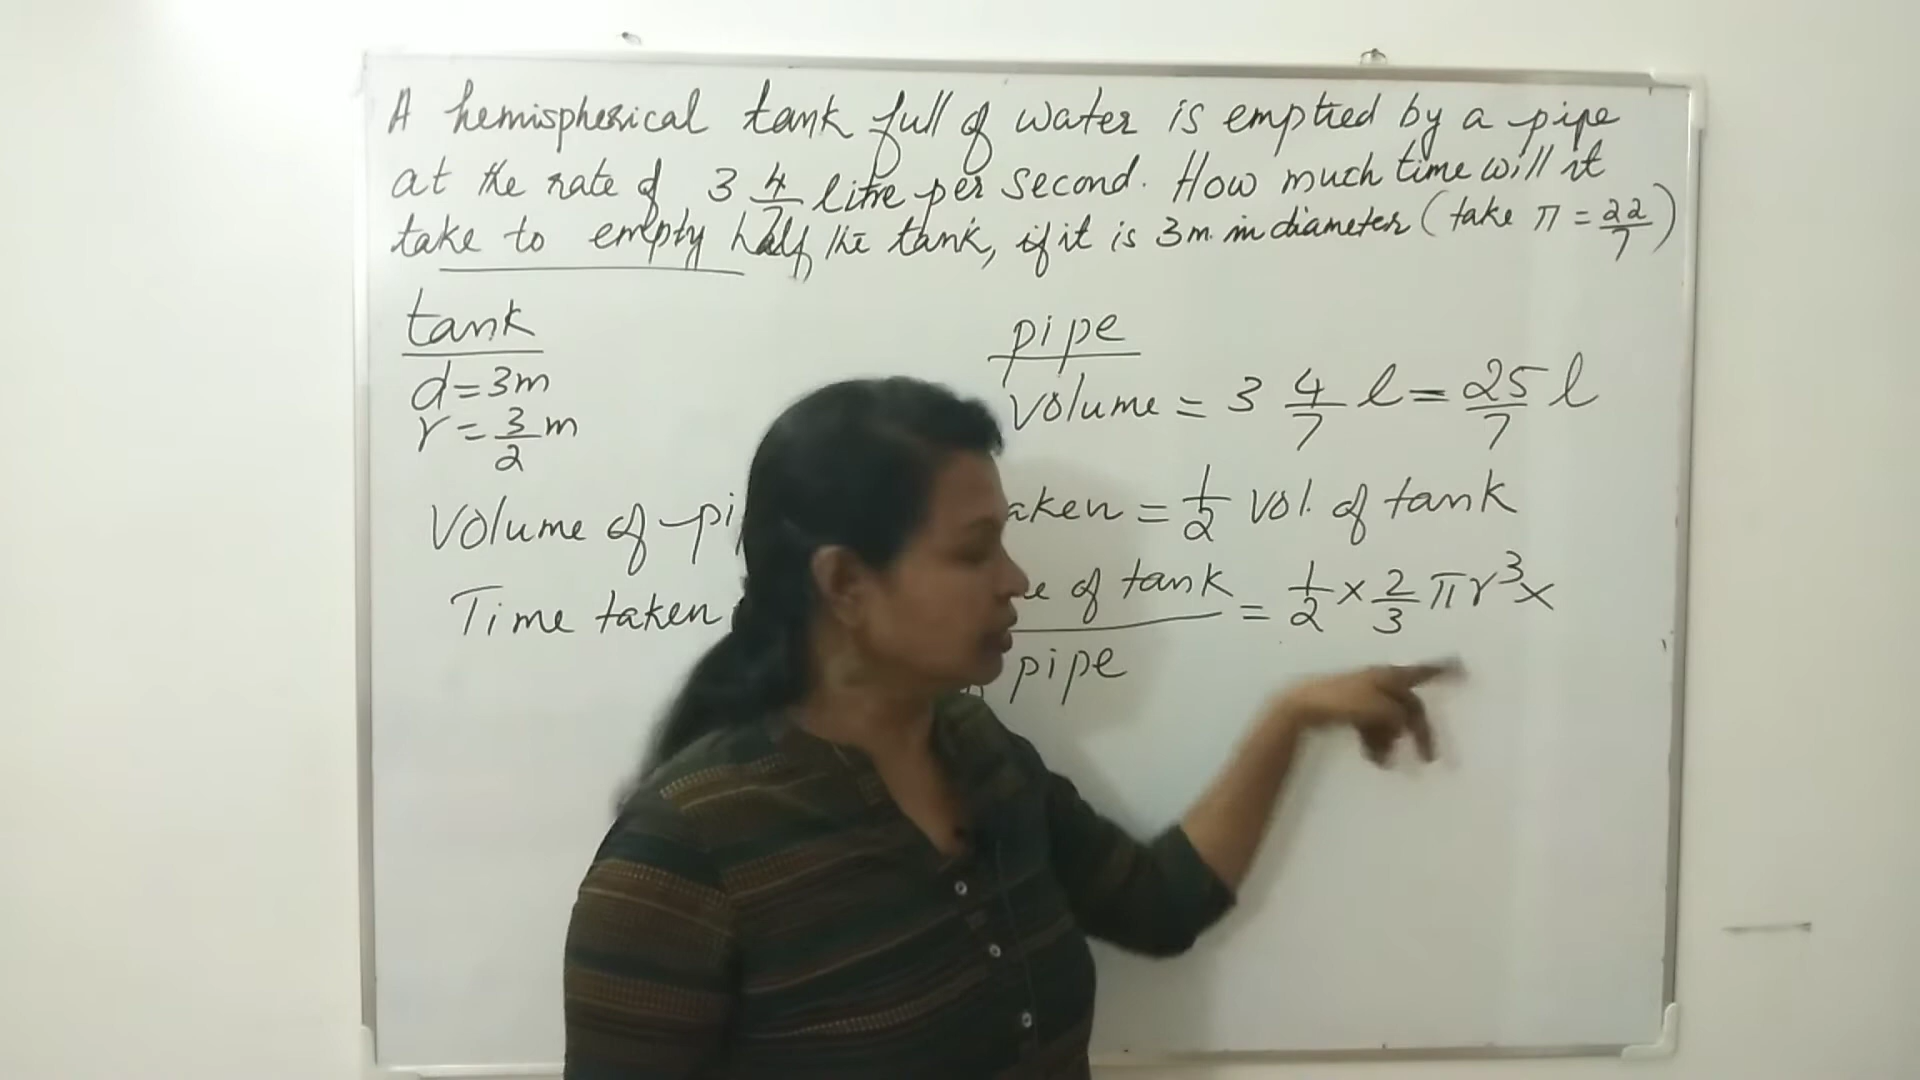 A hemispherical tank full of water is emptied by a pipe
at the rate of 3 4/7 litre per second. How much time will it
take to empty half the tank, if it is 3m in diameter (take π = 22/7)
tank
d = 3m
r = 3/2 m
pipe
Volume = 3 4/7 l = 25/7 l
Volume of = 1/2 vol. of tank
Time taken of tank / pipe = 1/2 × 2/3 πr³ ×